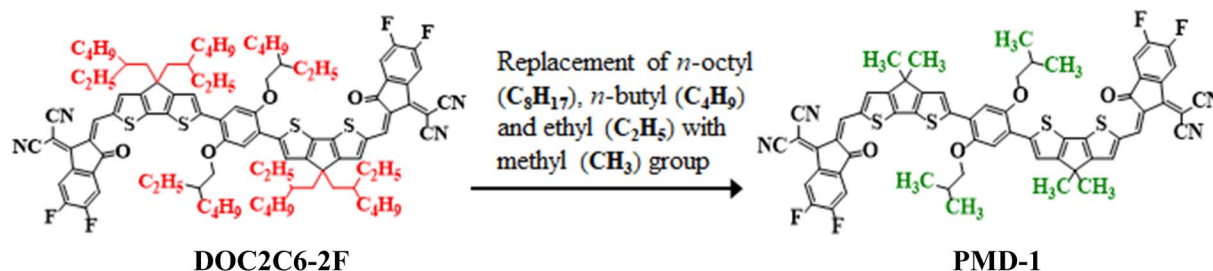 C₄H₉
C₄H₉
C₂H₅
C₂H₅
C₄H₉
C₂H₅
O
F
F
O
CN
CN
CN
NC
S
S
S
S
O
O
C₂H₅
C₄H₉
C₂H₅
C₄H₉
C₂H₅
C₄H₉
F
F
DOC2C6-2F
Replacement of n-octyl
(C₈H₁₇), n-butyl (C₄H₉)
and ethyl (C₂H₅) with
methyl (CH₃) group
H₃C
CH₃
H₃C
CH₃
O
F
F
O
CN
CN
CN
NC
S
S
S
S
O
O
H₃C
CH₃
H₃C
CH₃
F
F
PMD-1